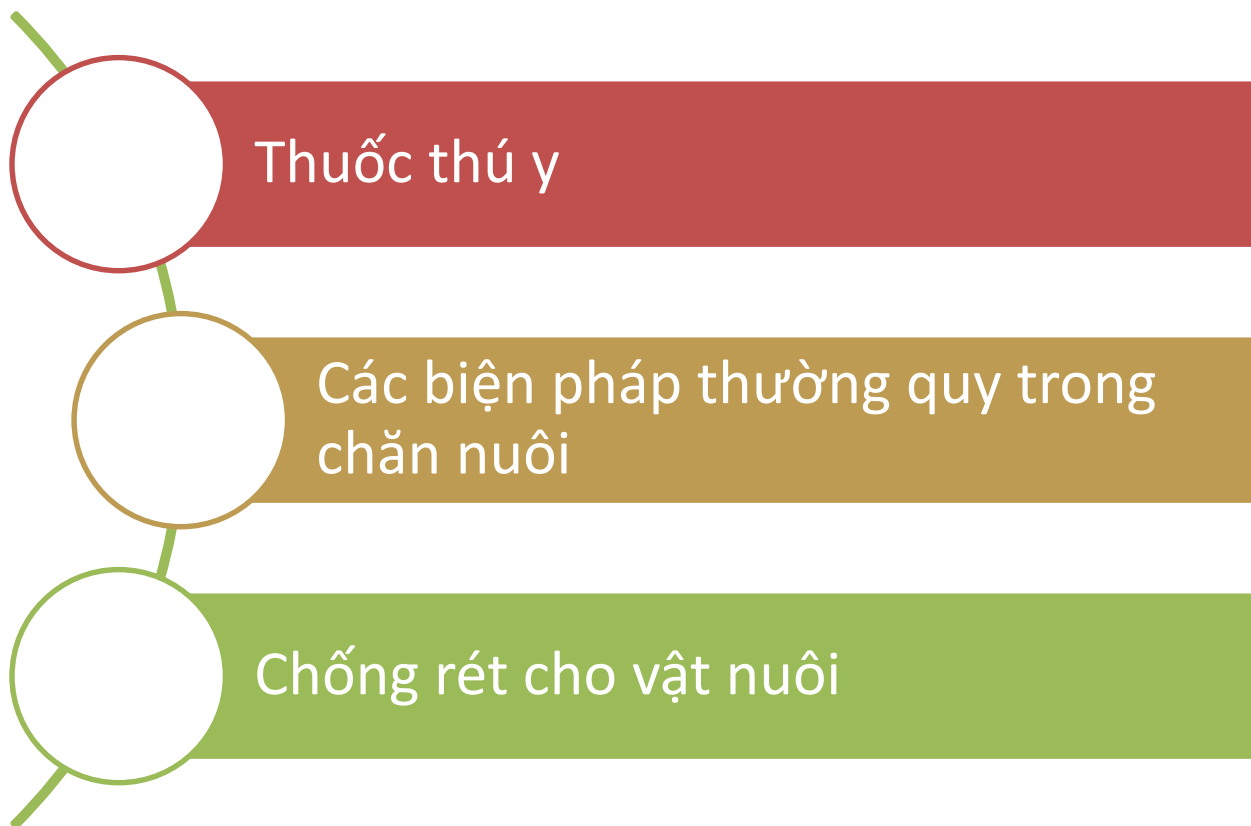 Thuốc thú y
Các biện pháp thường quy trong
chăn nuôi
Chống rét cho vật nuôi